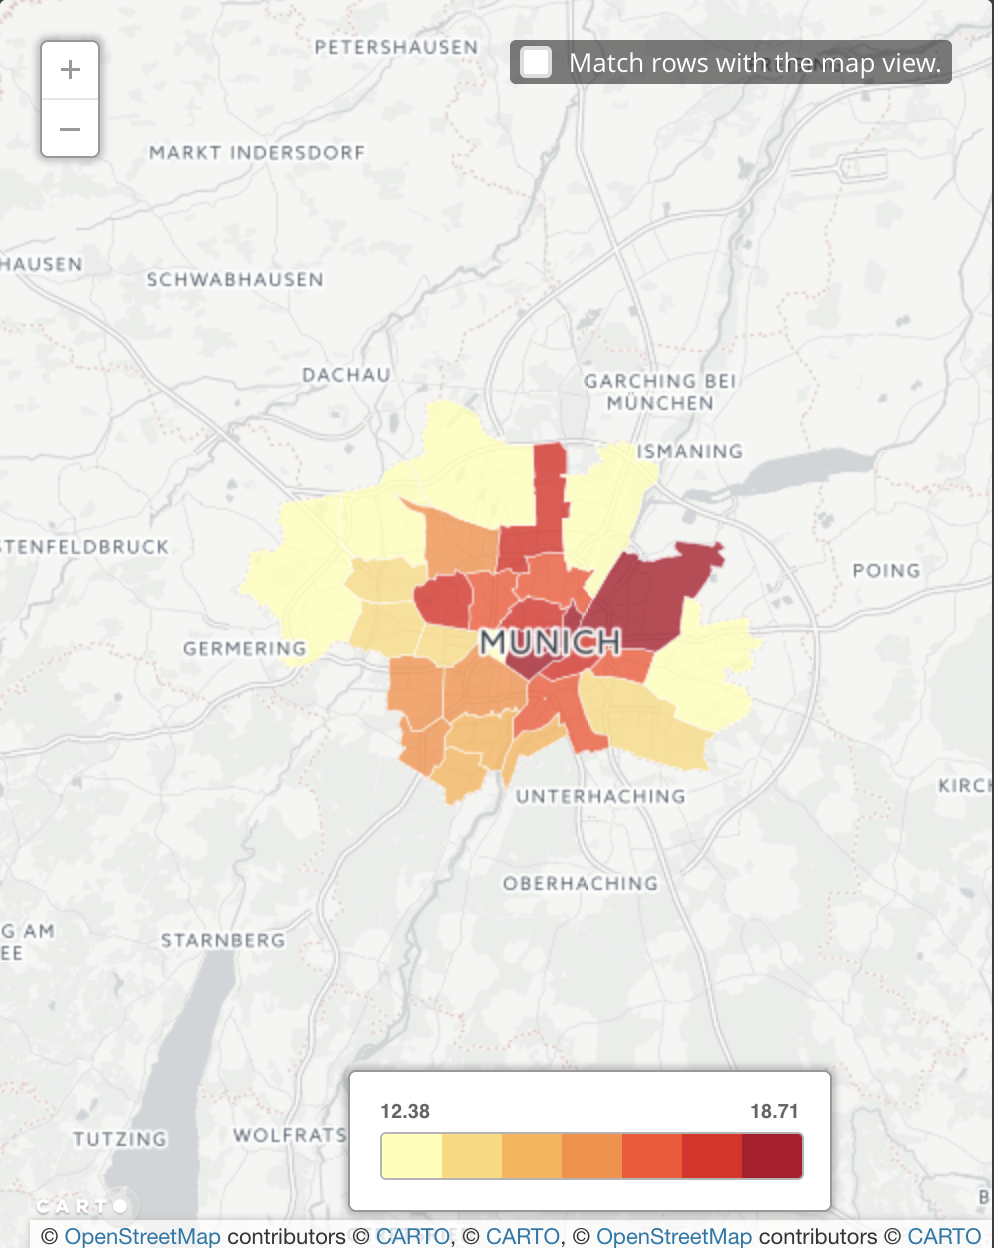 +
−
Match rows with the map view.
PETERSHAUSEN
MARKT INDERSDORF
HAUSEN
SCHWABHAUSEN
DACHAU
GARCHING BEI
MÜNCHEN
ISMANING
STENFELDBRUCK
POING
GERMERING
MUNICH
KIRCH
UNTERHACHING
OBERHACHING
G AM
EE
STARNBERG
12.38
18.71
TUTZING
WOLFRATS
B
CARTO
© OpenStreetMap contributors © CARTO, © CARTO, © OpenStreetMap contributors © CARTO